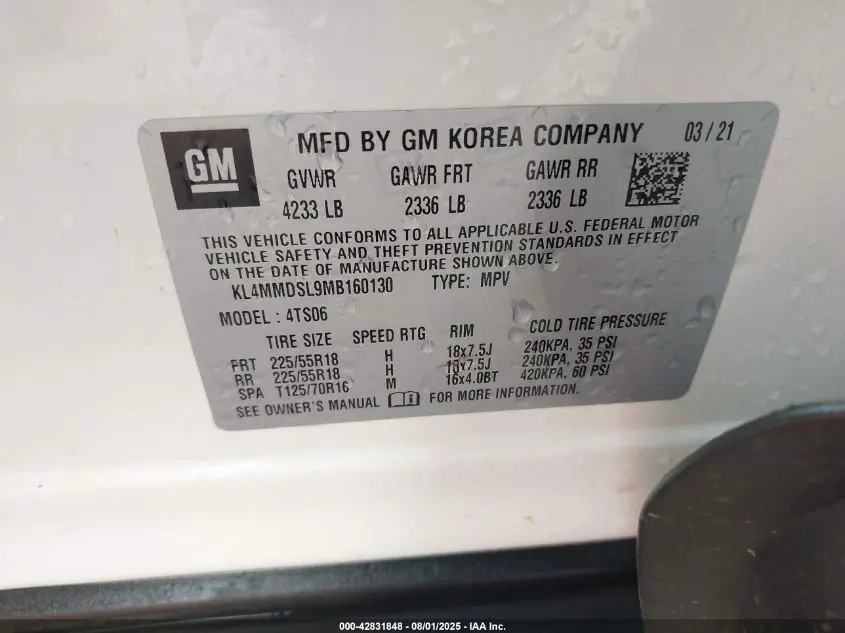 GM
MFD BY GM KOREA COMPANY 03/21
GVWR GAWR FRT GAWR RR
4233 LB 2336 LB 2336 LB
THIS VEHICLE CONFORMS TO ALL APPLICABLE U.S. FEDERAL MOTOR
VEHICLE SAFETY AND THEFT PREVENTION STANDARDS IN EFFECT
ON THE DATE OF MANUFACTURE SHOWN ABOVE.
KL4MMDSL9MB160130 TYPE: MPV
MODEL : 4TS06
TIRE SIZE SPEED RTG RIM COLD TIRE PRESSURE
FRT 225/55R18 H 18x7.5J 240KPA, 35 PSI
RR 225/55R18 H 18x7.5J 240KPA, 35 PSI
SPA T125/70R16 M 16x4.0BT 420KPA, 60 PSI
SEE OWNER'S MANUAL FOR MORE INFORMATION.
000-42831848 - 08/01/2025 - IAA Inc.